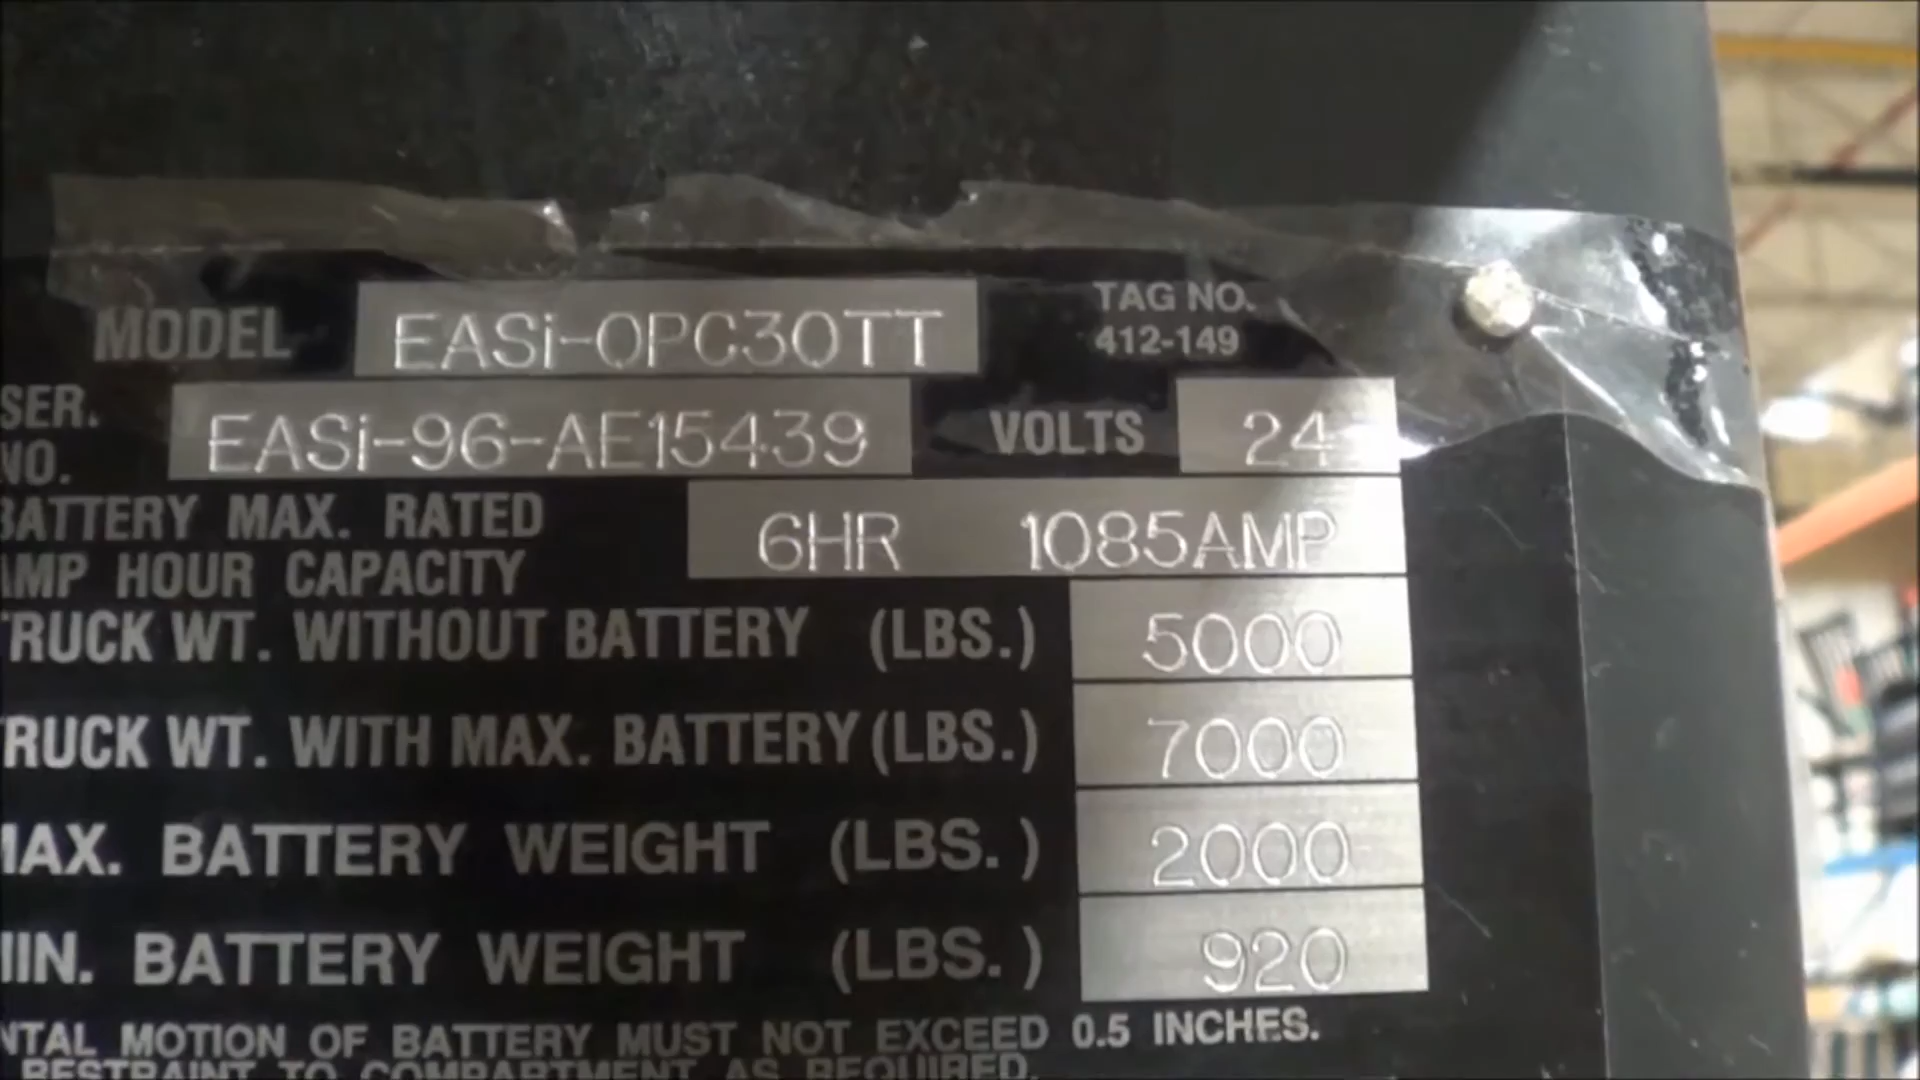 MODEL EASi-OPC30TT TAG NO. 412-149
SER. NO. EASi-96-AE15439 VOLTS 24
BATTERY MAX. RATED
AMP HOUR CAPACITY 6HR 1085AMP
TRUCK WT. WITHOUT BATTERY (LBS.) 5000
TRUCK WT. WITH MAX. BATTERY (LBS.) 7000
MAX. BATTERY WEIGHT (LBS.) 2000
MIN. BATTERY WEIGHT (LBS.) 920
NTAL MOTION OF BATTERY MUST NOT EXCEED 0.5 INCHES.
RESTRAINT TO COMPARTMENT AS REQUIRED.